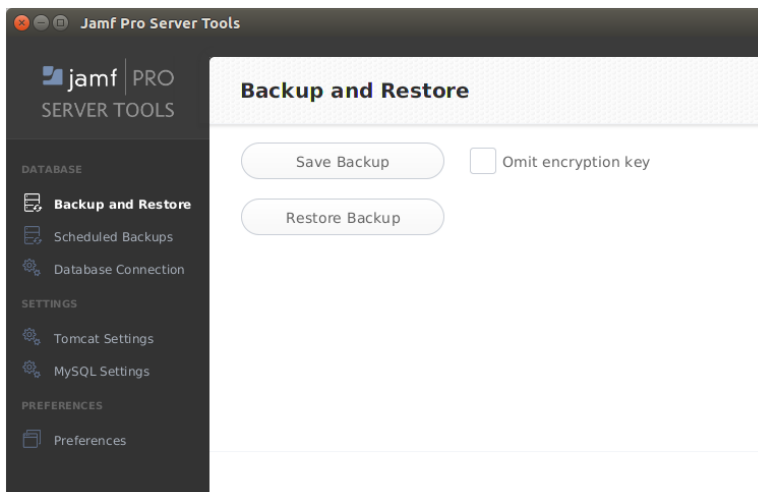 Jamf Pro Server Tools
jamf PRO
SERVER TOOLS
DATABASE
Backup and Restore
Scheduled Backups
Database Connection
SETTINGS
Tomcat Settings
MySQL Settings
PREFERENCES
Preferences
Backup and Restore
Save Backup
Omit encryption key
Restore Backup